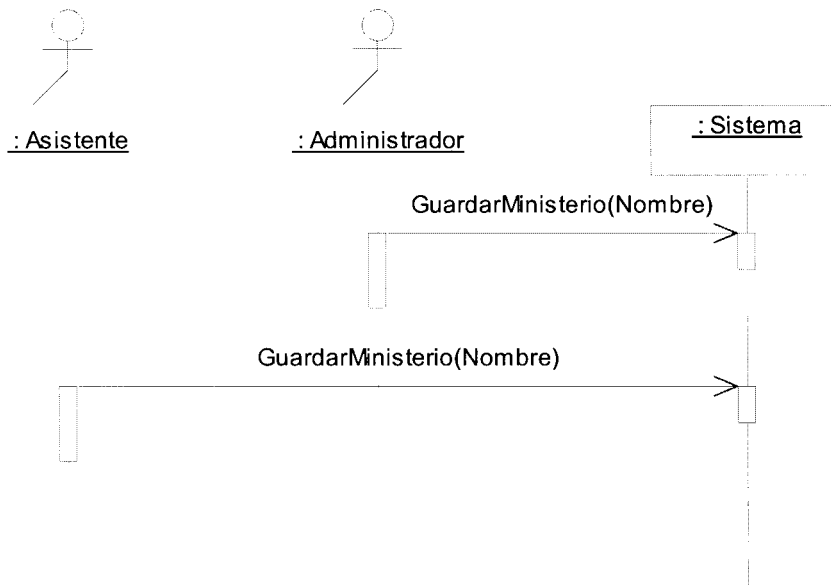 : Asistente
: Administrador
: Sistema
GuardarMinisterio(Nombre)
GuardarMinisterio(Nombre)